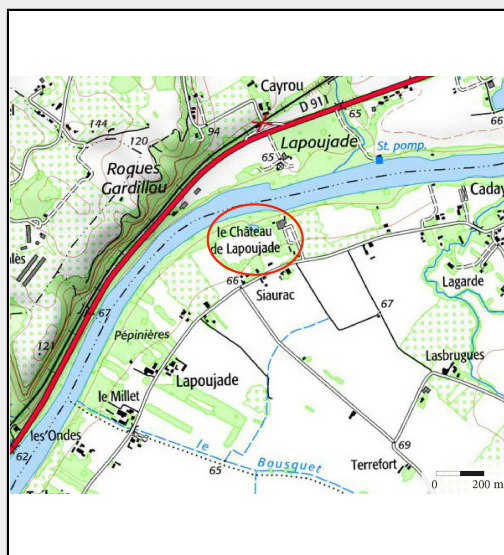 Cayrou
D 911
144
120
94
65
65
66
Lapoujade
St. pomp.
Roques
Gardillou
le Château
de Lapoujade
Caday
lès
Lagarde
66
Siaurac
67
67
Pépinières
121
Lasbrugues
Lapoujade
le Millet
les Ondes
69
le
62
65
Bousquet
Terrefort
0 200 m